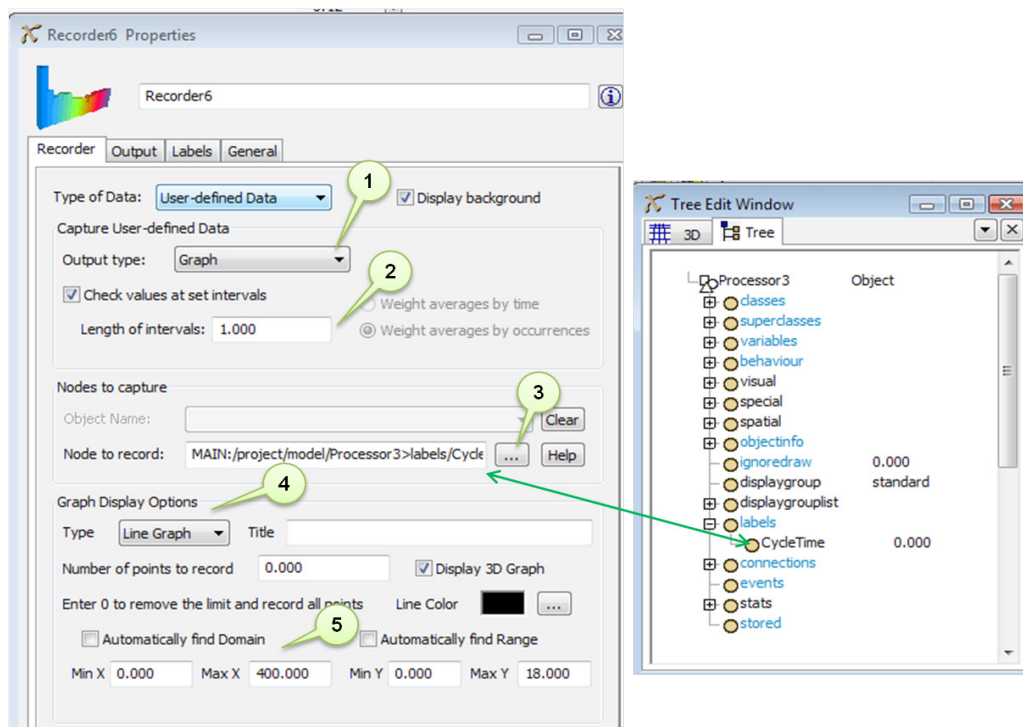 Recorder6 Properties
Recorder6
Recorder Output Labels General
Type of Data: User-defined Data
1
Display background
Capture User-defined Data
Output type: Graph
2
Check values at set intervals
Weight averages by time
Length of intervals: 1.000
Weight averages by occurrences
Nodes to capture
3
Object Name:
Clear
Node to record: MAIN:/project/model/Processor3>labels/Cycle
...
Help
4
Graph Display Options
Type Line Graph Title
Number of points to record 0.000 Display 3D Graph
Enter 0 to remove the limit and record all points Line Color ...
5
Automatically find Domain Automatically find Range
Min X 0.000 Max X 400.000 Min Y 0.000 Max Y 18.000
Tree Edit Window
3D Tree
Processor3 Object
classes
superclasses
variables
behaviour
visual
special
spatial
objectinfo
ignoredraw 0.000
displaygroup standard
displaygrouplist
labels
CycleTime 0.000
connections
events
stats
stored